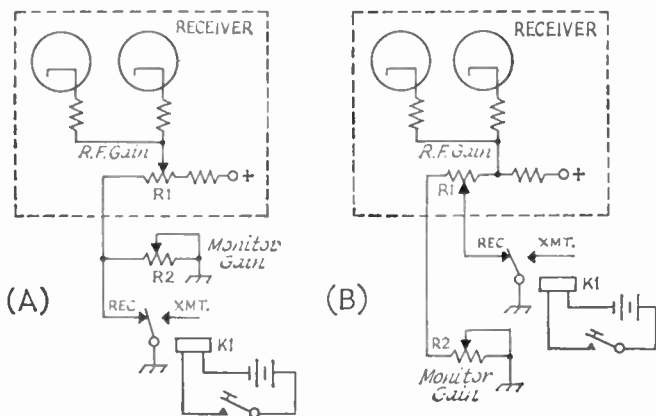 RECEIVER
R.F. Gain
R1
+
Monitor
Gain
R2
(A)
REC
XMT.
K1
RECEIVER
R.F. Gain
R1
+
REC
XMT.
(B)
K1
R2
Monitor
Gain